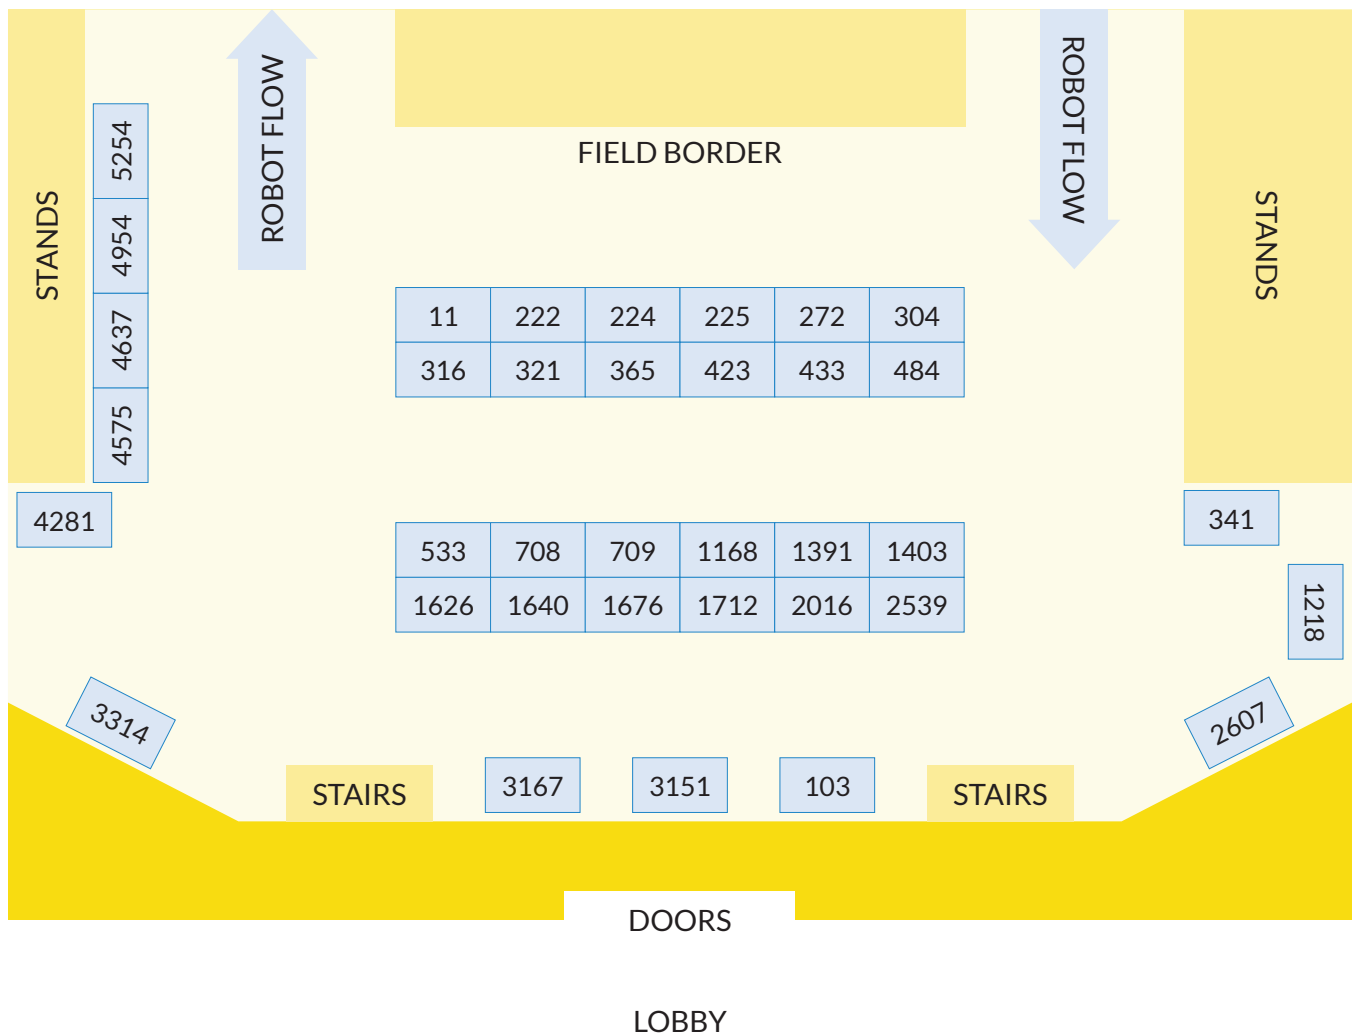 ROBOT FLOW
ROBOT FLOW
FIELD BORDER
STANDS
STANDS
5254
4954
4637
4575
11 222 224 225 272 304
316 321 365 423 433 484
4281
341
533 708 709 1168 1391 1403
1626 1640 1676 1712 2016 2539
1218
3314
2607
STAIRS
3167
3151
103
STAIRS
DOORS
LOBBY